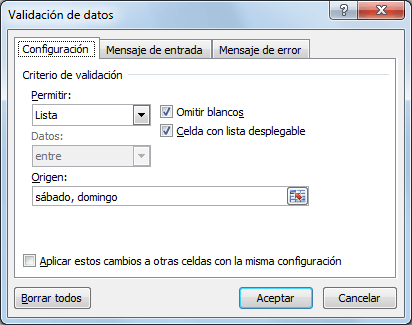 Validación de datos
Configuración
Mensaje de entrada
Mensaje de error
Criterio de validación
Permitir:
Lista
Omitir blancos
Celda con lista desplegable
Datos:
entre
Origen:
sábado, domingo
Aplicar estos cambios a otras celdas con la misma configuración
Borrar todos
Aceptar
Cancelar